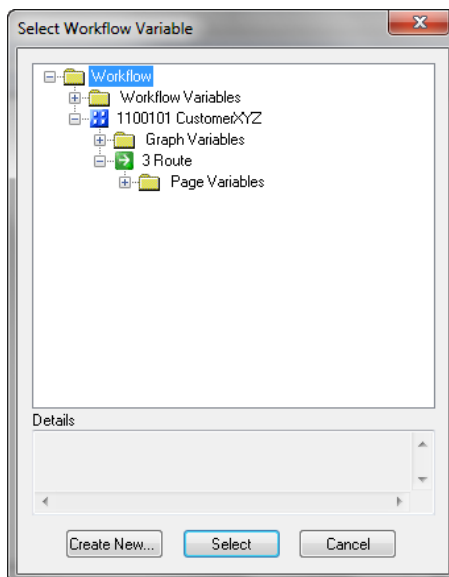 Select Workflow Variable
Workflow
Workflow Variables
1100101 CustomerXYZ
Graph Variables
3 Route
Page Variables
Details
Create New...
Select
Cancel